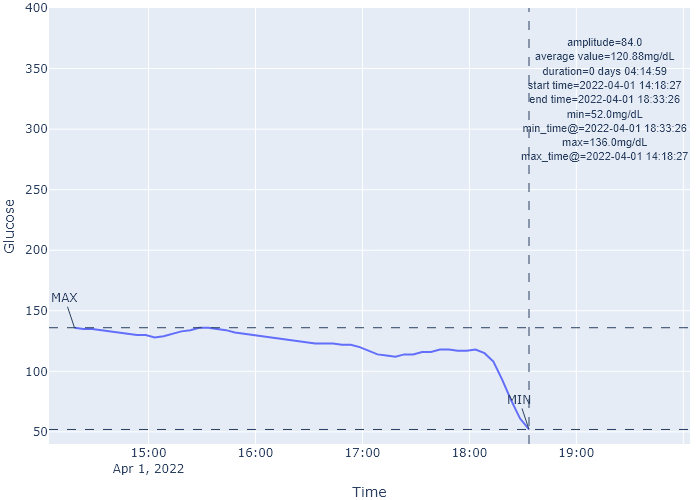 400
350
300
250
200
150
100
50
Glucose
amplitude=84.0
average value=120.88mg/dL
duration=0 days 04:14:59
start time=2022-04-01 14:18:27
end time=2022-04-01 18:33:26
min=52.0mg/dL
min_time@=2022-04-01 18:33:26
max=136.0mg/dL
max_time@=2022-04-01 14:18:27
MAX
MIN
15:00 16:00 17:00 18:00 19:00
Apr 1, 2022
Time